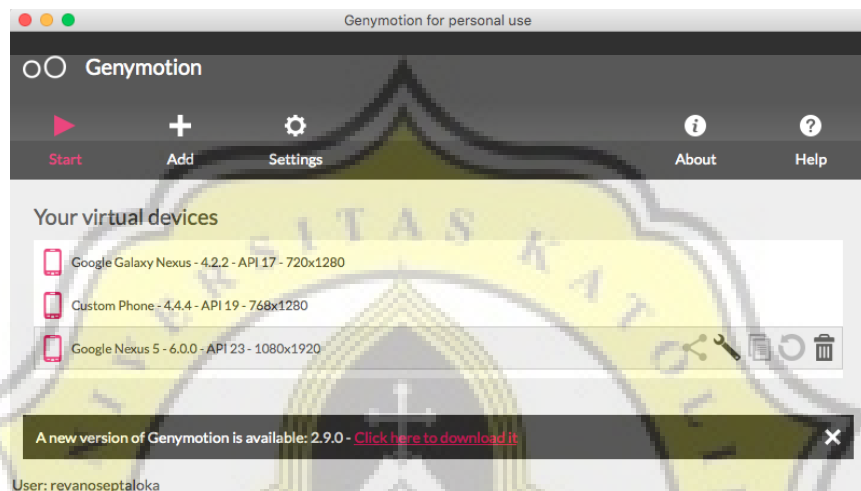 Genymotion for personal use
Genymotion
Start Add Settings About Help
Your virtual devices
Google Galaxy Nexus - 4.2.2 - API 17 - 720x1280
Custom Phone - 4.4.4 - API 19 - 768x1280
Google Nexus 5 - 6.0.0 - API 23 - 1080x1920
A new version of Genymotion is available: 2.9.0 - Click here to download it
User: revanoseptaloka
UNIVERSITAS KATOL